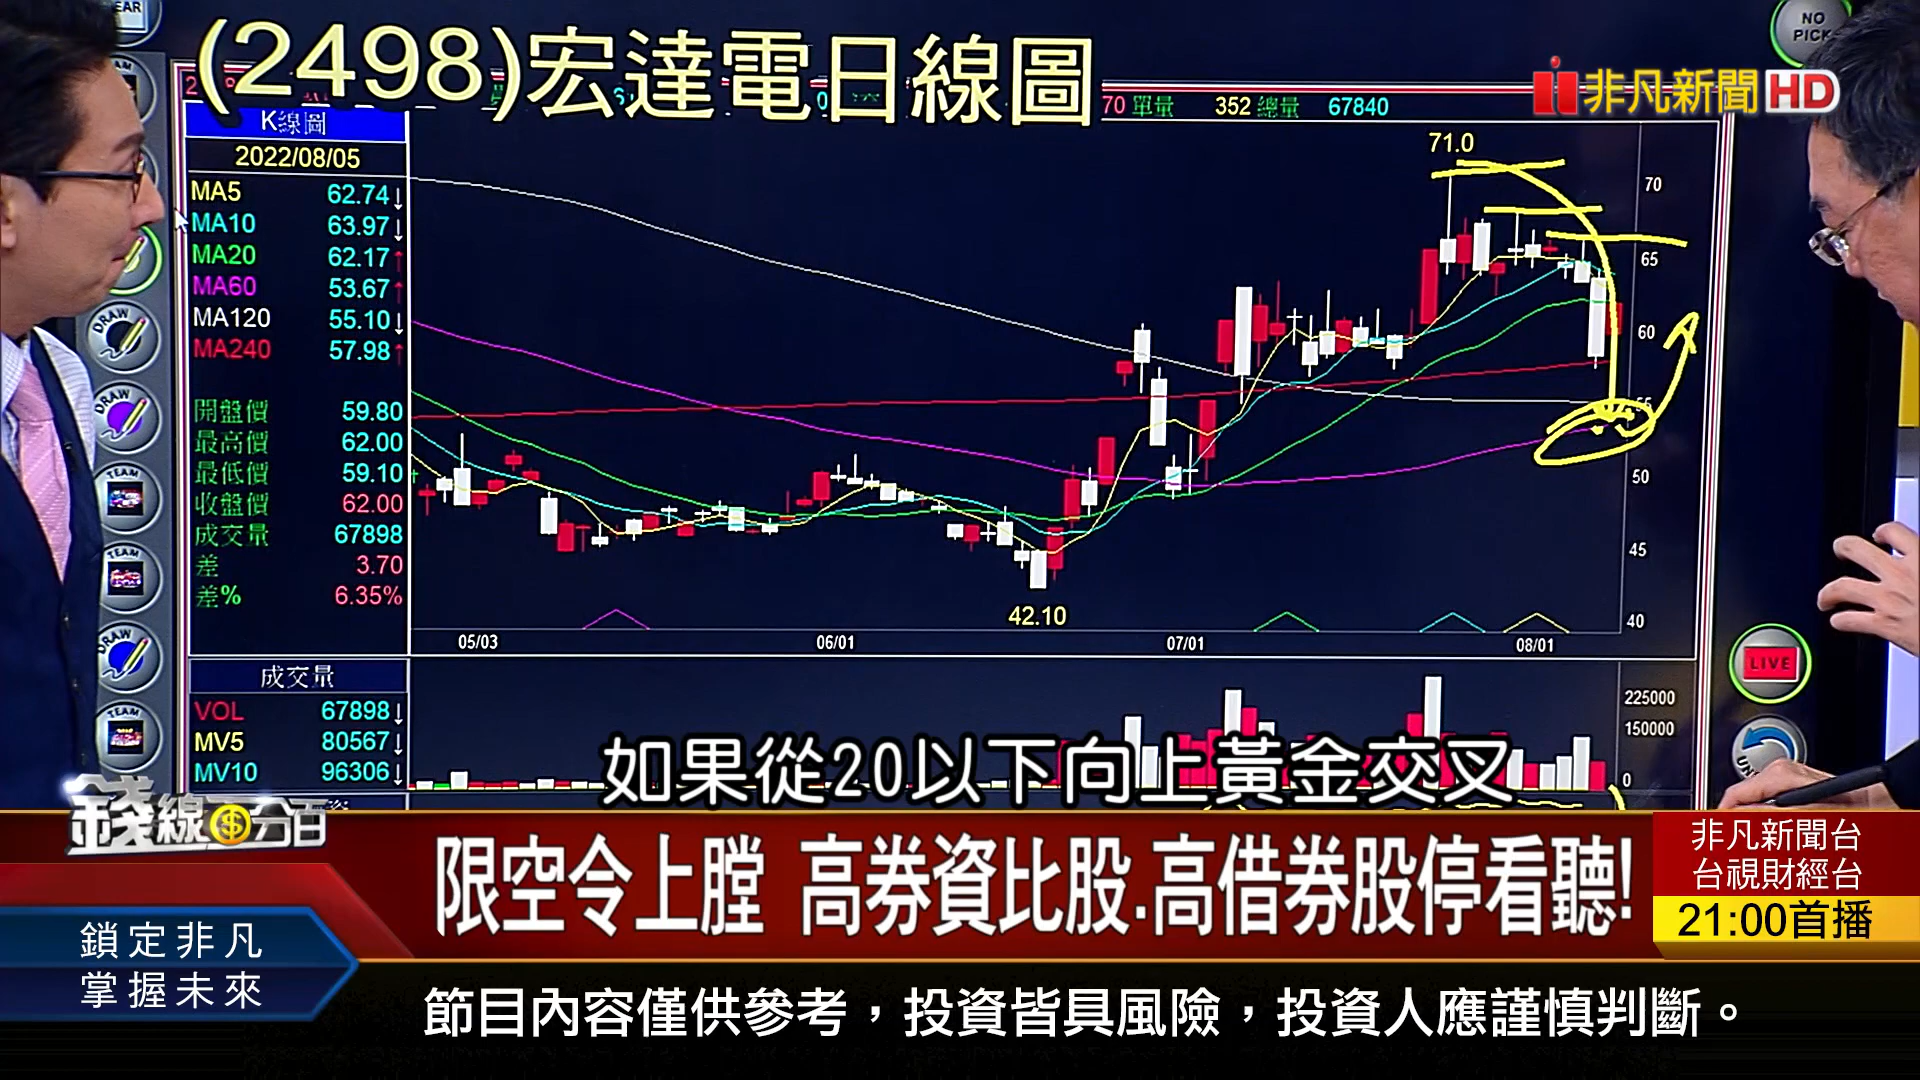 (2498)宏達電日線圖
非凡新聞HD
NO PICK
70 單量 352 總量 67840
K線圖
2022/08/05
MA5 62.74↓
MA10 63.97↓
MA20 62.17↑
MA60 53.67↑
MA120 55.10↓
MA240 57.98↑
開盤價 59.80
最高價 62.00
最低價 59.10
收盤價 62.00
成交量 67898
差 3.70
差% 6.35%
71.0
70
65
60
55
50
45
40
42.10
05/03 06/01 07/01 08/01
成交量
VOL 67898↓
MV5 80567↓
MV10 96306↓
225000
150000
0
DRAW
DRAW
TEAM
TEAM
DRAW
TEAM
LIVE
如果從20以下向上黃金交叉
錢線百分百
限空令上膛 高券資比股.高借券股停看聽!
非凡新聞台
台視財經台
21:00首播
鎖定非凡
掌握未來
節目內容僅供參考，投資皆具風險，投資人應謹慎判斷。